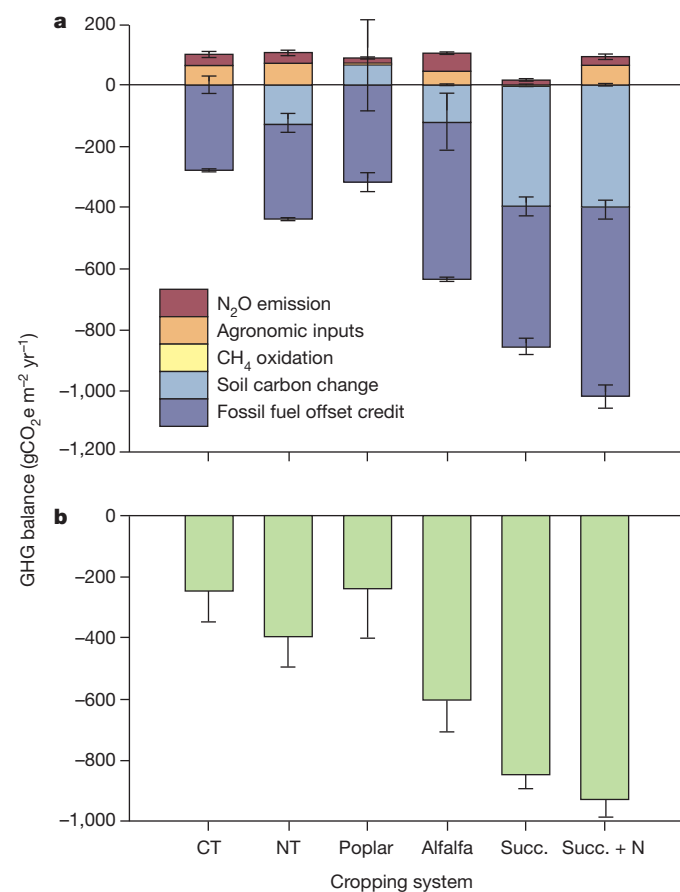 a
200
0
−200
−400
−600
−800
−1,000
−1,200
N₂O emission
Agronomic inputs
CH₄ oxidation
Soil carbon change
Fossil fuel offset credit
GHG balance (gCO₂e m⁻² yr⁻¹)
b
0
−200
−400
−600
−800
−1,000
CT NT Poplar Alfalfa Succ. Succ. + N
Cropping system